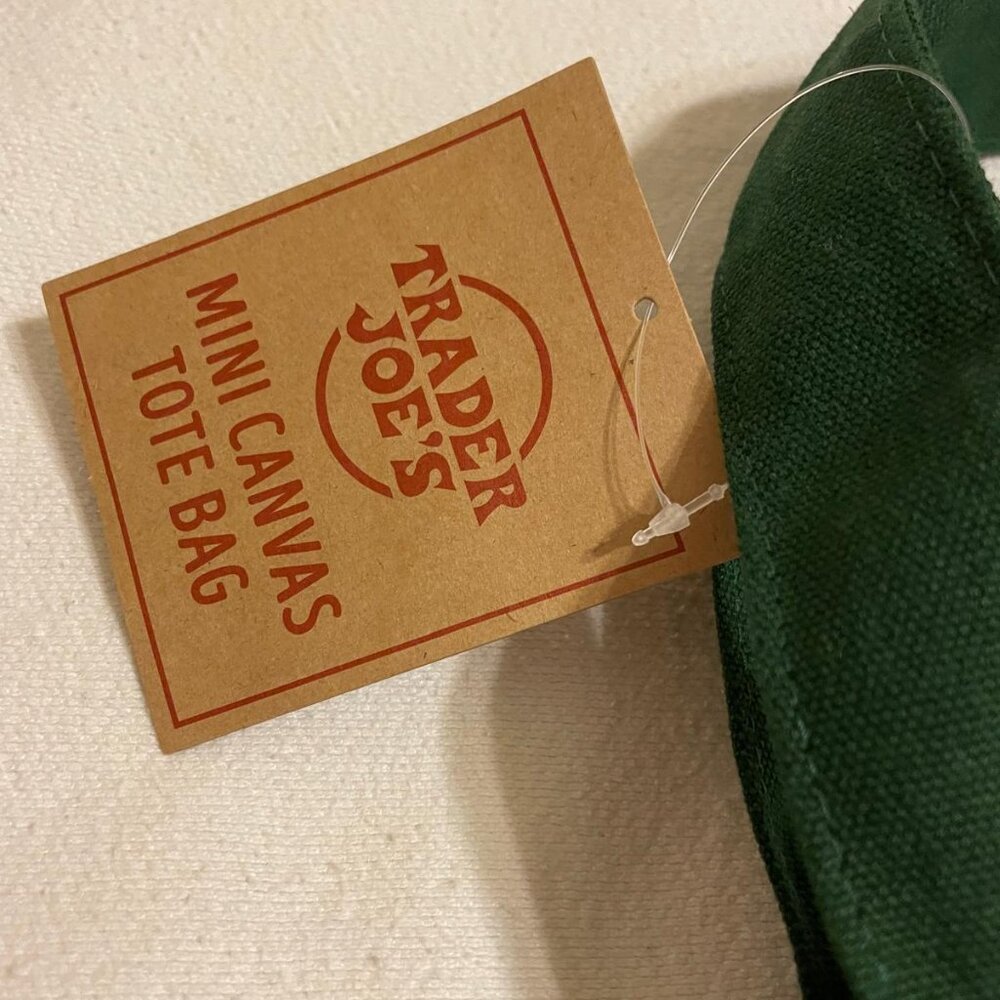 TRADER
JOE'S
MINI CANVAS
TOTE BAG